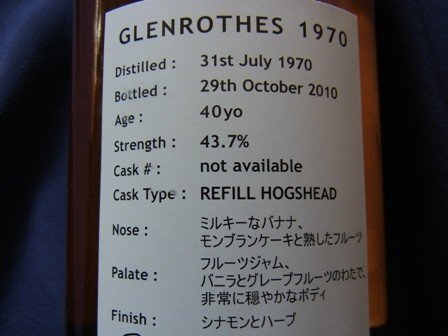 GLENROTHES 1970
Distilled : 31st July 1970
Bottled : 29th October 2010
Age : 40yo
Strength : 43.7%
Cask # : not available
Cask Type : REFILL HOGSHEAD
Nose : ミルキーなバナナ、
モンブランケーキと熟したフルーツ
Palate : フルーツジャム、
バニラとグレープフルーツのわたで、
非常に穏やかなボディ
Finish : シナモンとハーブ